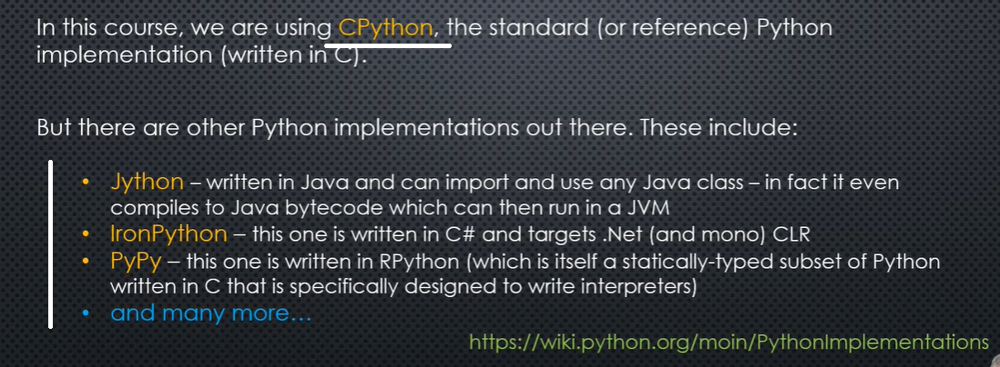 In this course, we are using CPython, the standard (or reference) Python
implementation (written in C).
But there are other Python implementations out there. These include:
• Jython – written in Java and can import and use any Java class – in fact it even
compiles to Java bytecode which can then run in a JVM
• IronPython – this one is written in C# and targets .Net (and mono) CLR
• PyPy – this one is written in RPython (which is itself a statically-typed subset of Python
written in C that is specifically designed to write interpreters)
• and many more…
https://wiki.python.org/moin/PythonImplementations